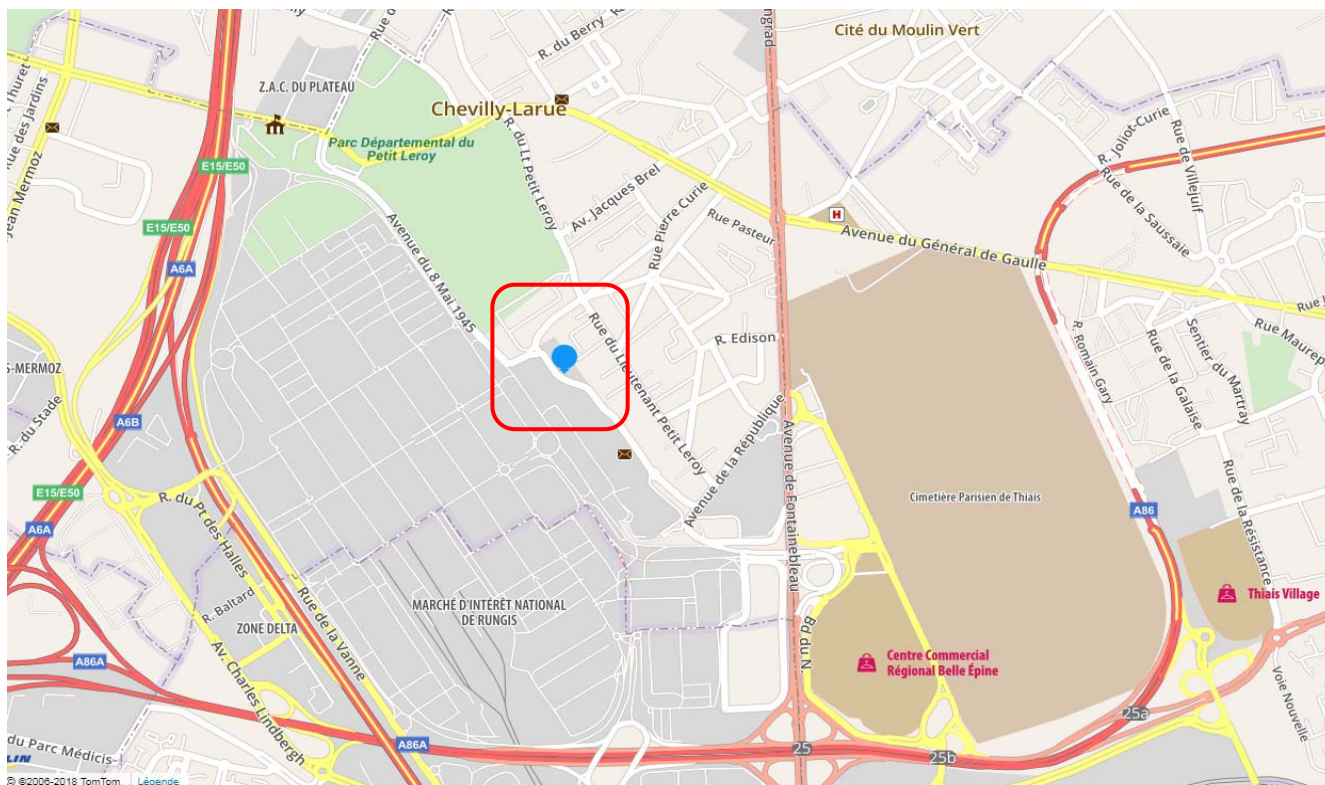 Cité du Moulin Vert
R. du Berry
Z.A.C. DU PLATEAU
Chevilly-Larue
Parc Départemental du
Petit Leroy
R. du Lt Petit Leroy
R. Joliot-Curie
Rue de Villejuif
Rue de la Saussaie
Rue des Jardins
Jean Mermoz
E15/E50
E15/E50
A6A
Av. Jacques Brel
Rue Pierre Curie
Rue Pasteur
H
Avenue du Général de Gaulle
Avenue du 8 Mai 1945
Rue du Lieutenant Petit Leroy
R. Edison
R. Romain Gary
Rue de la Galaise
Sentier du Martray
Rue Maurep
S-MERMOZ
R. du Stade
A6B
Avenue de la République
Avenue de Fontainebleau
Cimetière Parisien de Thiais
A86
Rue de la Résistance
E15/E50
A6A
R. du Pt des Halles
R. Baltard
ZONE DELTA
Rue de la Vanne
MARCHÉ D'INTÉRÊT NATIONAL
DE RUNGIS
Bd du N.
Thiais Village
Centre Commercial
Régional Belle Épine
A86A
Av. Charles Lindbergh
A86A
25
25b
25a
Voie Nouvelle
du Parc Médicis
© ©2006-2018 TomTom
Légende